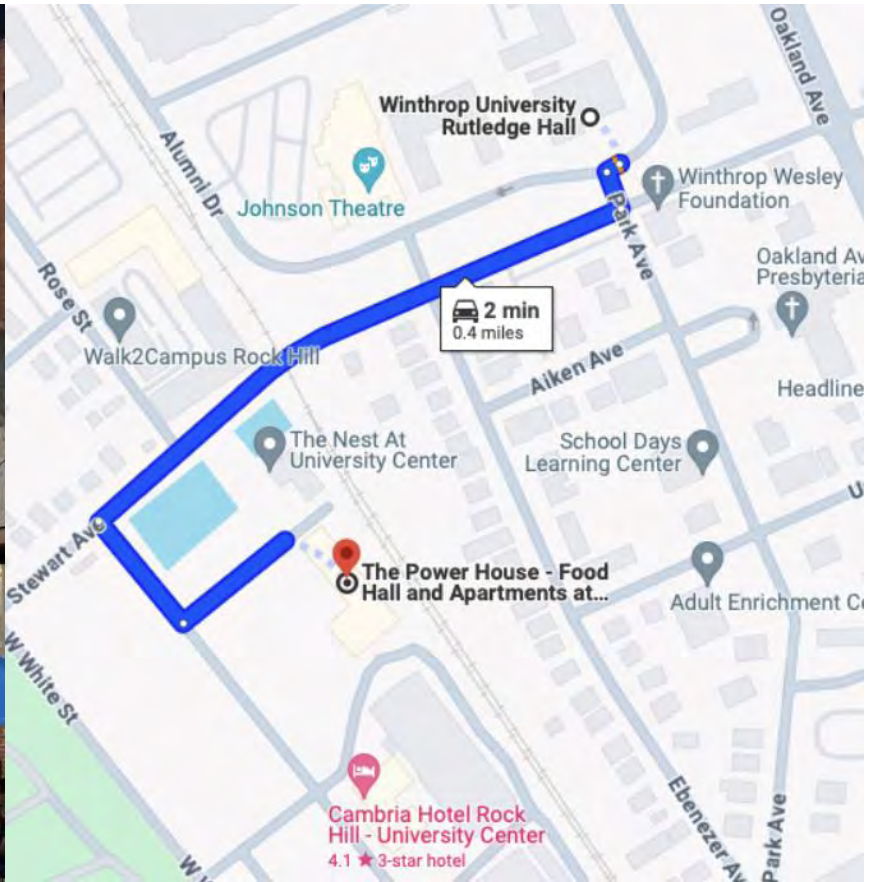 Oakland Ave
Winthrop University
Rutledge Hall
Alumni Dr
Johnson Theatre
Winthrop Wesley
Foundation
Park Ave
Rose St
Oakland Av
Presbyteria
2 min
0.4 miles
Walk2Campus Rock Hill
Aiken Ave
Headline
The Nest At
University Center
School Days
Learning Center
U
Stewart Ave
The Power House - Food
Hall and Apartments at...
Adult Enrichment C
W White St
Cambria Hotel Rock
Hill - University Center
4.1 ★ 3-star hotel
Ebenezer Av
Park Ave
W